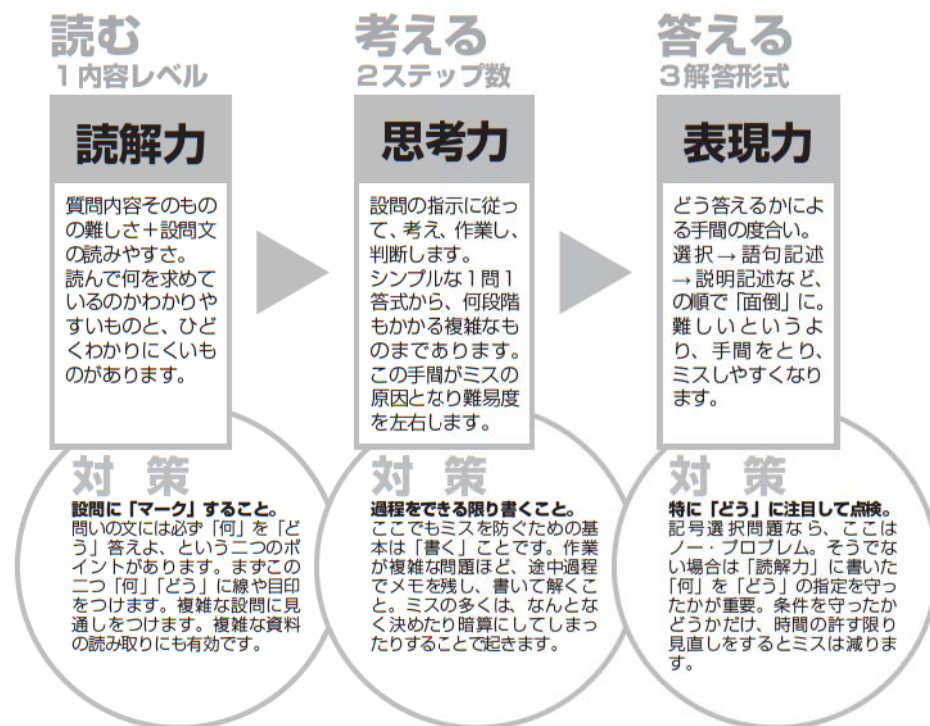 読む
1内容レベル
読解力
質問内容そのもの
の難しさ＋設問文
の読みやすさ。
読んで何を求めて
いるのかわかりや
すいものと、ひど
くわかりにくいも
のがあります。
対 策
設問に「マーク」すること。
問いの文には必ず「何」を「ど
う」答えよ、という二つのポ
イントがあります。まずこの
二つ「何」「どう」に線や目印
をつけます。複雑な設問に見
通しをつけます。複雑な資料
の読み取りにも有効です。
考える
2ステップ数
思考力
設問の指示に従っ
て、考え、作業し、
判断します。
シンプルな1問1
答式から、何段階
もかかる複雑なも
のまであります。
この手間がミスの
原因となり難易度
を左右します。
対 策
過程をできる限り書くこと。
ここでもミスを防ぐための基
本は「書く」ことです。作業
が複雑な問題ほど、途中過程
でメモを残し、書いて解くこ
と。ミスの多くは、なんとな
く決めたり暗算にしてしまっ
たりすることで起きます。
答える
3解答形式
表現力
どう答えるかによ
る手間の度合い。
選択→語句記述
→説明記述など、
の順で「面倒」に。
難しいというよ
り、手間をとり、
ミスしやすくなり
ます。
対 策
特に「どう」に注目して点検。
記号選択問題なら、ここは
ノー・プロブレム。そうでな
い場合は「読解力」に書いた
「何」を「どう」の指定を守っ
たかが重要。条件を守ったか
どうかだけ、時間の許す限り
見直しをするとミスは減りま
す。